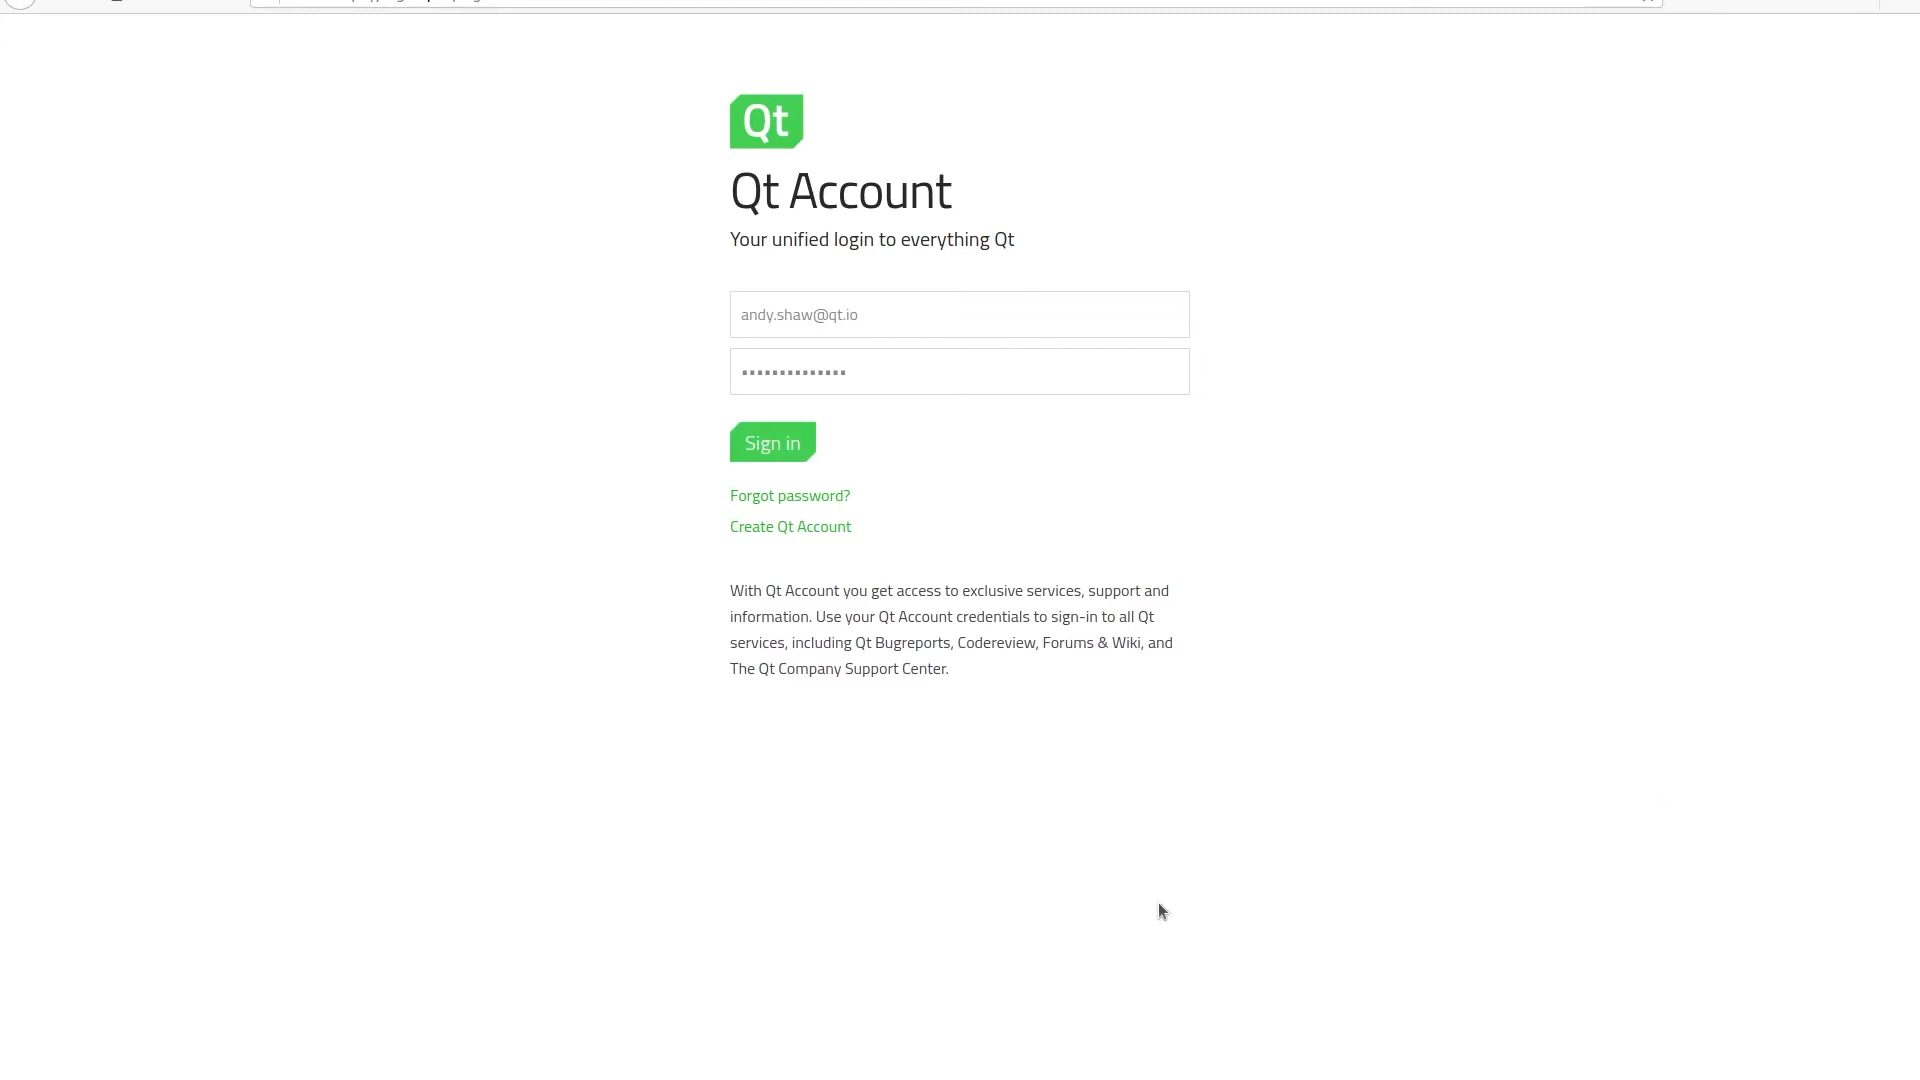 Qt
Qt Account
Your unified login to everything Qt
andy.shaw@qt.io
••••••••••••••
Sign in
Forgot password?
Create Qt Account
With Qt Account you get access to exclusive services, support and
information. Use your Qt Account credentials to sign-in to all Qt
services, including Qt Bugreports, Codereview, Forums & Wiki, and
The Qt Company Support Center.